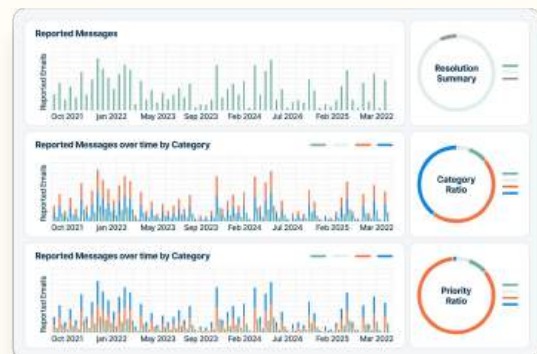 Reported Messages
Reported Emails
Oct 2021 Jan 2022 May 2023 Sep 2023 Feb 2024 Jul 2024 Feb 2025 Mar 2022
Resolution
Summary
Reported Messages over time by Category
Reported Emails
Oct 2021 Jan 2022 May 2023 Sep 2023 Feb 2024 Jul 2024 Feb 2025 Mar 2022
Category
Ratio
Reported Messages over time by Category
Reported Emails
Oct 2021 Jan 2022 May 2023 Sep 2023 Feb 2024 Jul 2024 Feb 2025 Mar 2022
Priority
Ratio